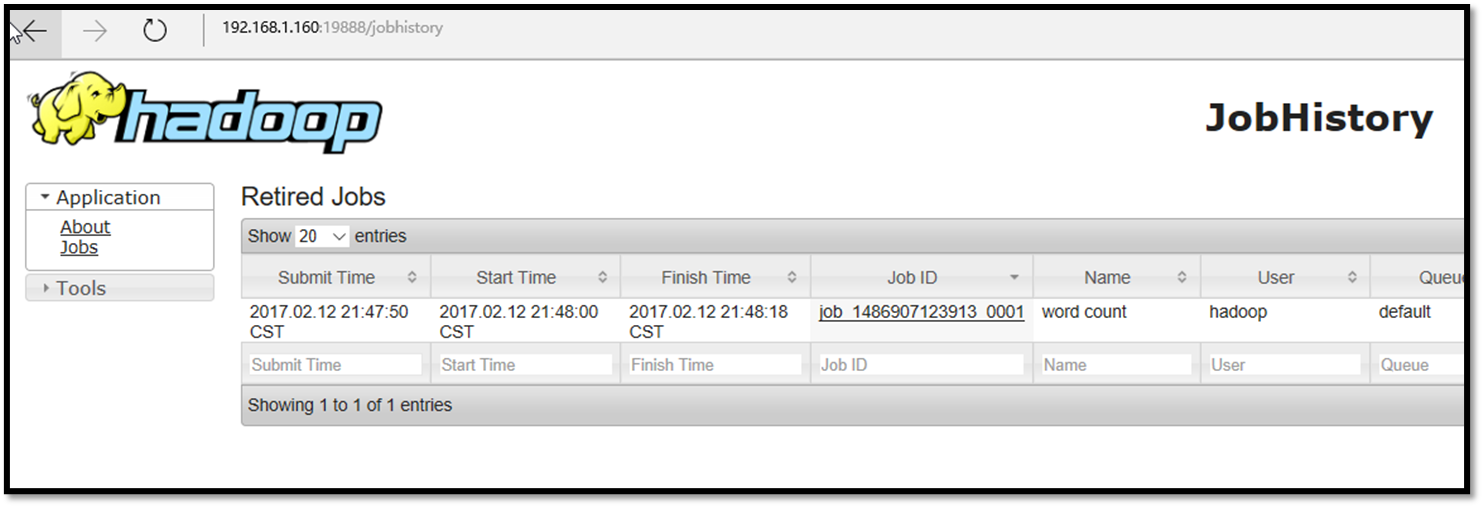 192.168.1.160:19888/jobhistory
hadoop
JobHistory
Application
About
Jobs
Tools
Retired Jobs
Show 20 entries
Submit Time Start Time Finish Time Job ID Name User Queu
2017.02.12 21:47:50 2017.02.12 21:48:00 2017.02.12 21:48:18 job_1486907123913_0001 word count hadoop default
CST CST CST
Submit Time Start Time Finish Time Job ID Name User Queue
Showing 1 to 1 of 1 entries